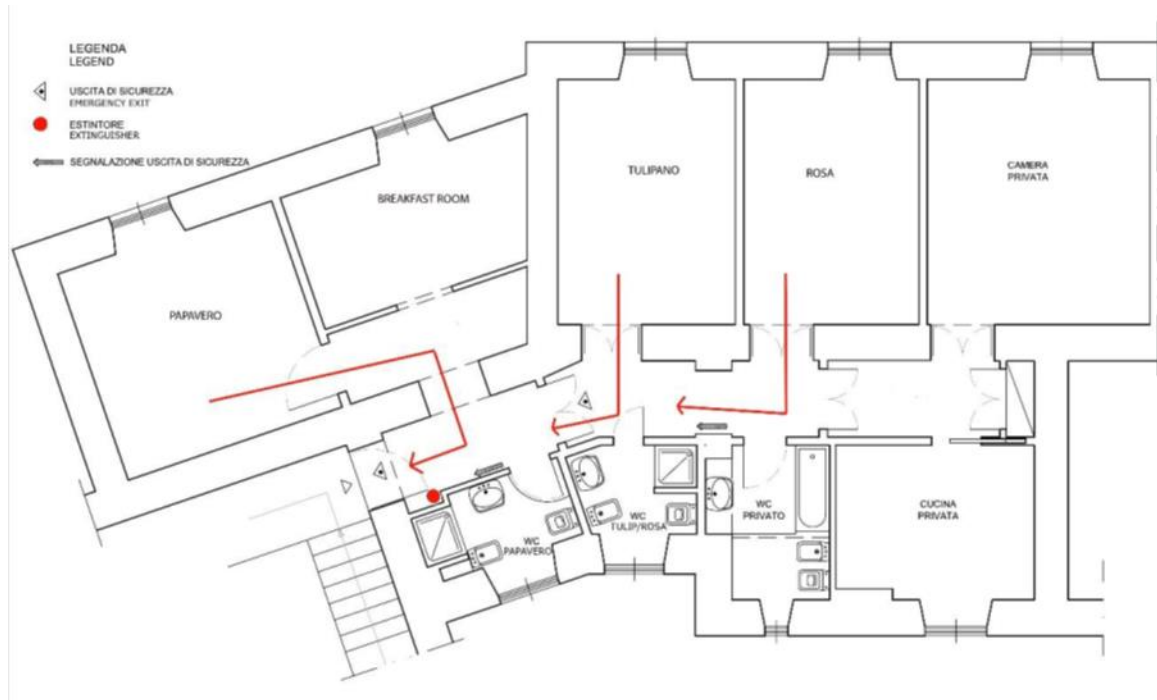 LEGENDA
LEGEND
USCITA DI SICUREZZA
EMERGENCY EXIT
ESTINTORE
EXTINGUISHER
SEGNALAZIONE USCITA DI SICUREZZA
BREAKFAST ROOM
TULIPANO
ROSA
CAMERA
PRIVATA
PAPAVERO
WC
PAPAVERO
WC
TULIP/ROSA
WC
PRIVATO
CUCINA
PRIVATA